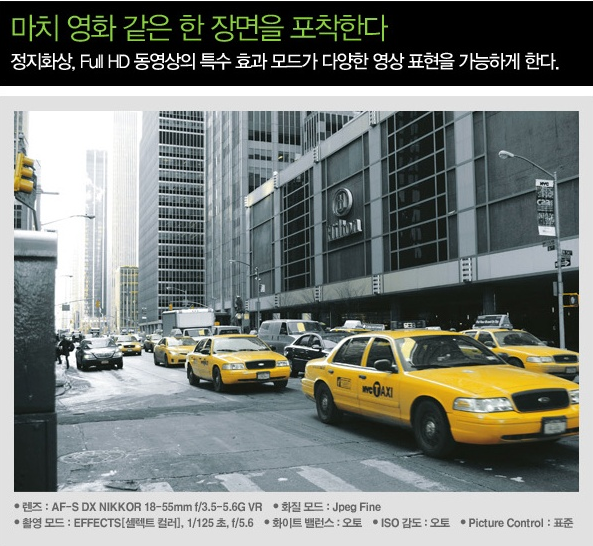 마치 영화 같은 한 장면을 포착한다
정지화상, Full HD 동영상의 특수 효과 모드가 다양한 영상 표현을 가능하게 한다.
Hilton
NYC
NYC TAXI
• 렌즈 : AF-S DX NIKKOR 18-55mm f/3.5-5.6G VR • 화질 모드 : Jpeg Fine
• 촬영 모드 : EFFECTS[셀렉트 컬러], 1/125 초, f/5.6 • 화이트 밸런스 : 오토 • ISO 감도 : 오토 • Picture Control : 표준